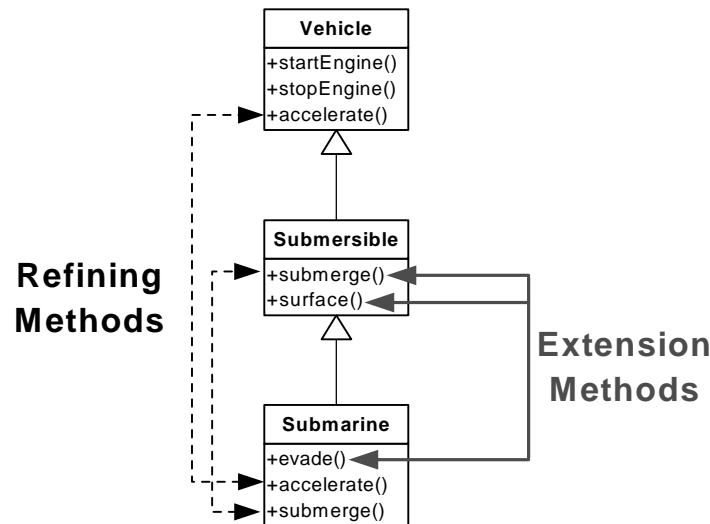 Vehicle
+startEngine()
+stopEngine()
+accelerate()
Submersible
+submerge()
+surface()
Refining
Methods
Extension
Methods
Submarine
+evade()
+accelerate()
+submerge()